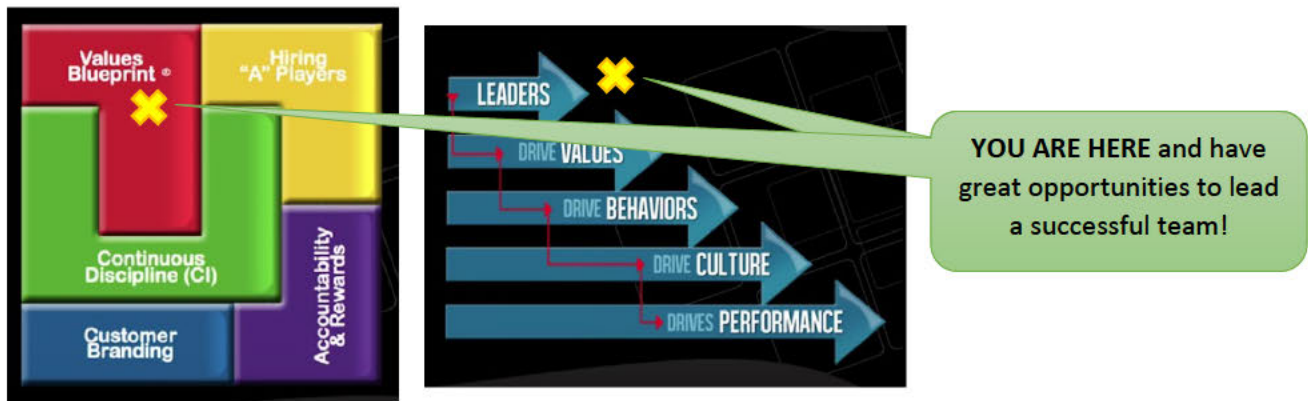 Values
Blueprint ®
Hiring
"A" Players
Continuous
Discipline (CI)
Customer
Branding
Accountability
& Rewards
LEADERS
DRIVE VALUES
DRIVE BEHAVIORS
DRIVE CULTURE
DRIVES PERFORMANCE
YOU ARE HERE and have
great opportunities to lead
a successful team!